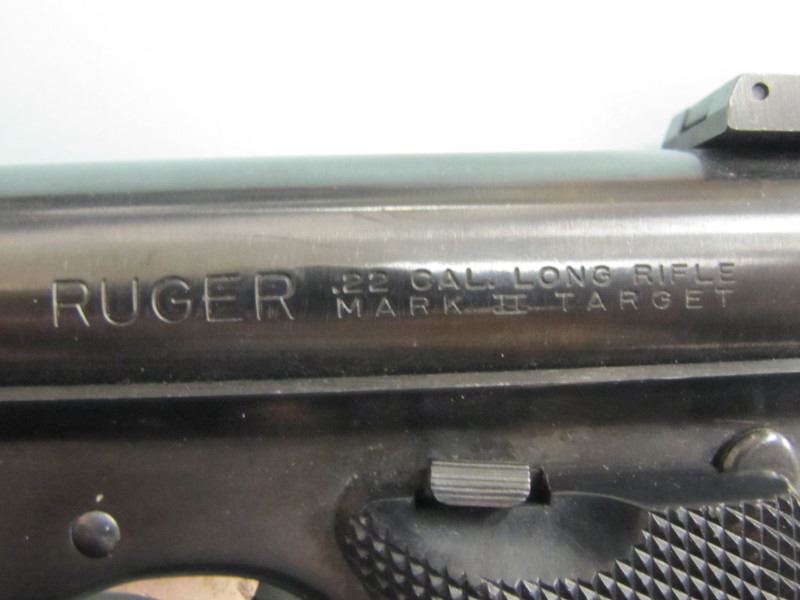 RUGER
.22 CAL. LONG RIFLE
MARK II TARGET